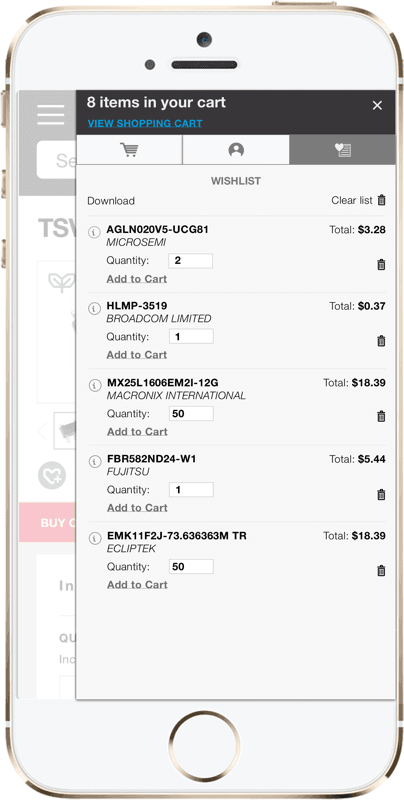 8 items in your cart
VIEW SHOPPING CART
Se
WISHLIST
Download Clear list
TSV
AGLN020V5-UCG81 Total: $3.28
MICROSEMI
Quantity: 2
Add to Cart
HLMP-3519 Total: $0.37
BROADCOM LIMITED
Quantity: 1
Add to Cart
MX25L1606EM2I-12G Total: $18.39
MACRONIX INTERNATIONAL
Quantity: 50
Add to Cart
FBR582ND24-W1 Total: $5.44
FUJITSU
Quantity: 1
Add to Cart
BUY
EMK11F2J-73.636363M TR Total: $18.39
ECLIPTEK
Quantity: 50
Add to Cart
In
QU
Inc